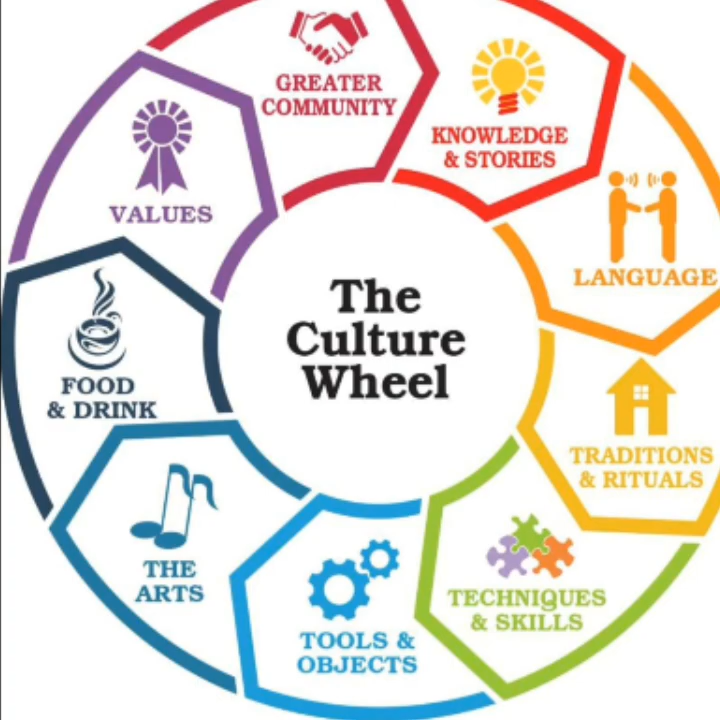 The
Culture
Wheel
GREATER
COMMUNITY
KNOWLEDGE
& STORIES
LANGUAGE
TRADITIONS
& RITUALS
TECHNIQUES
& SKILLS
TOOLS &
OBJECTS
THE
ARTS
FOOD
& DRINK
VALUES